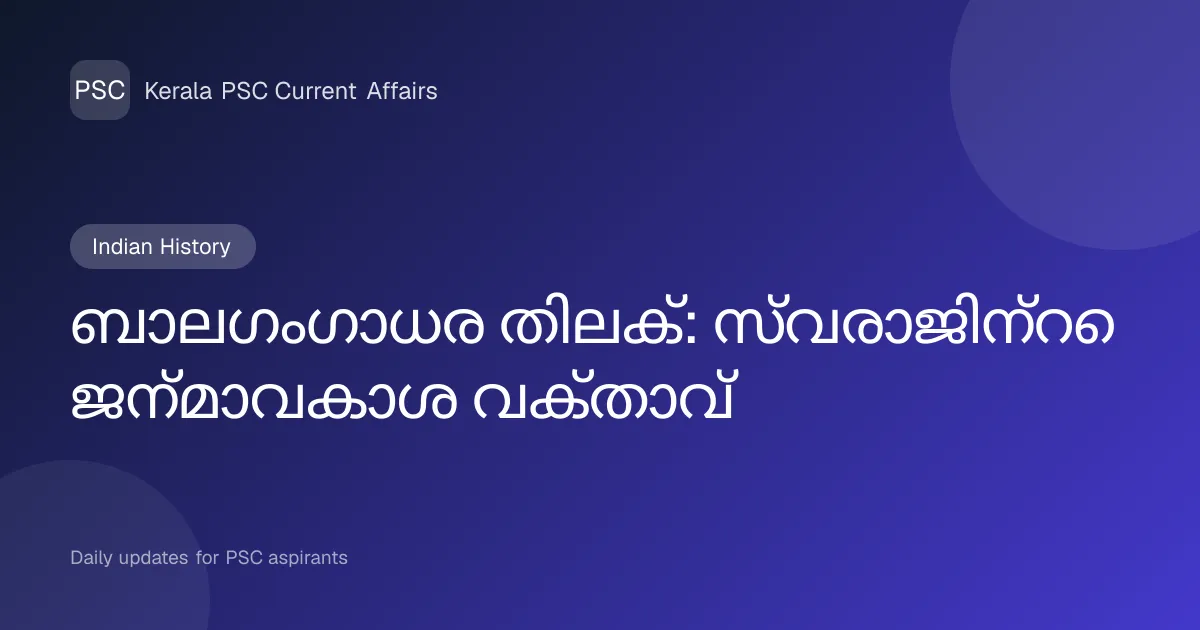 PSC
Kerala PSC Current Affairs
Indian History
ബാലഗംഗാധര തിലക്: സ്വരാജിന്റെ
ജന്മാവകാശ വക്താവ്
Daily updates for PSC aspirants